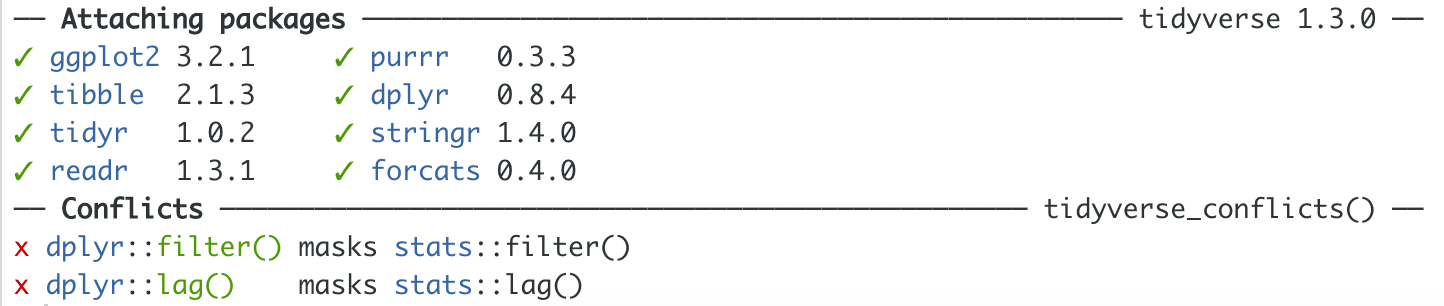 ── Attaching packages ──────────────────────────────────────────────── tidyverse 1.3.0 ──
✓ ggplot2 3.2.1     ✓ purrr   0.3.3
✓ tibble  2.1.3     ✓ dplyr   0.8.4
✓ tidyr   1.0.2     ✓ stringr 1.4.0
✓ readr   1.3.1     ✓ forcats 0.4.0
── Conflicts ─────────────────────────────────────────────────── tidyverse_conflicts() ──
x dplyr::filter() masks stats::filter()
x dplyr::lag()    masks stats::lag()